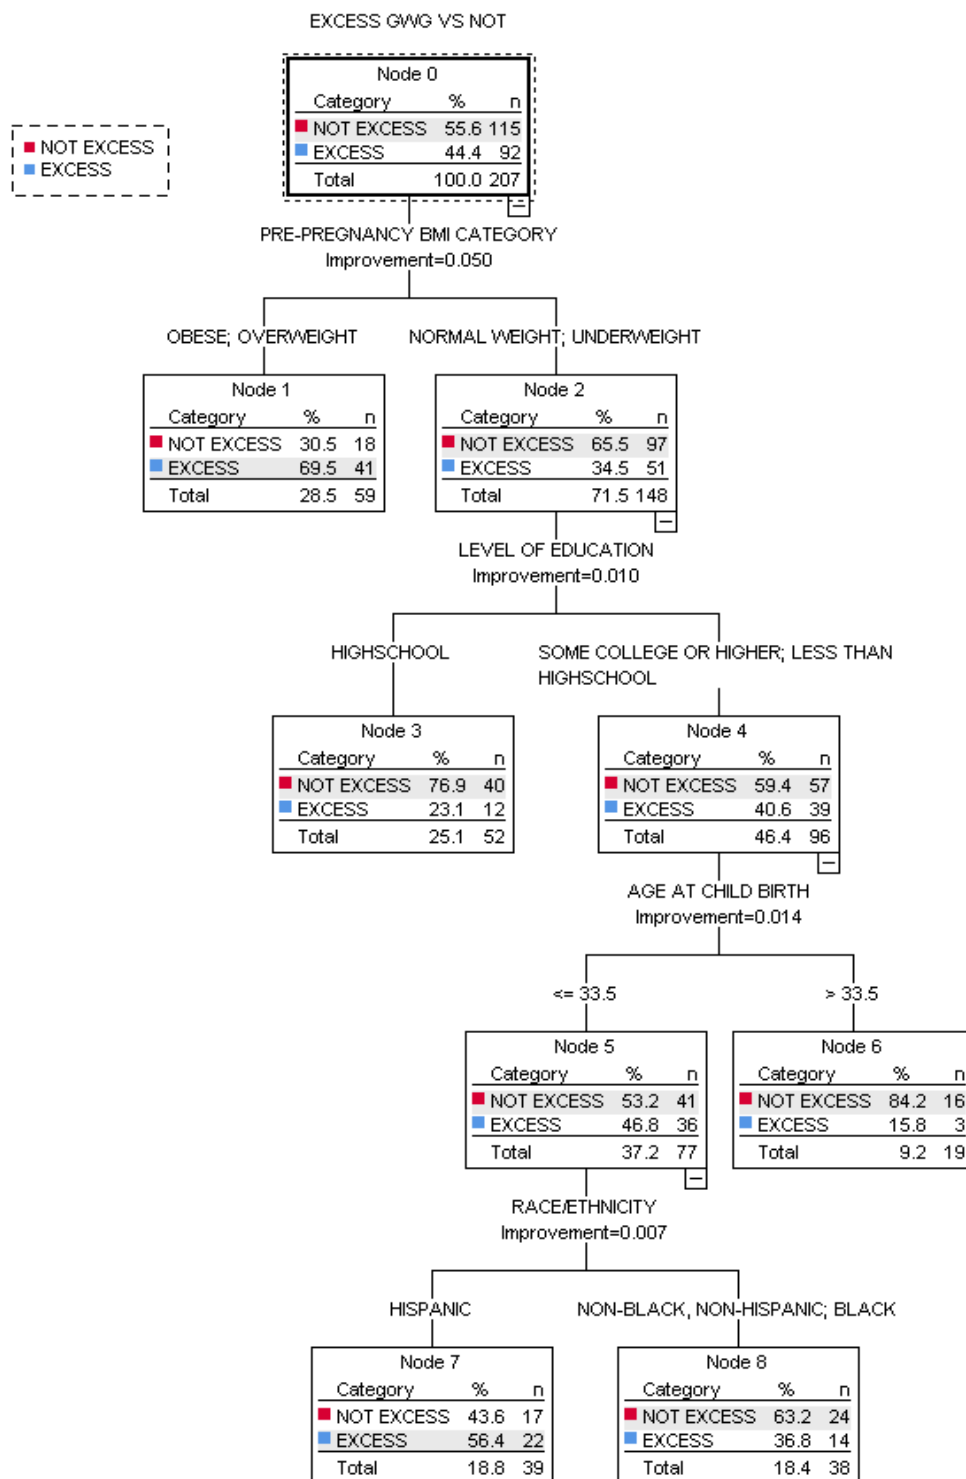 EXCESS GWG VS NOT
NOT EXCESS
EXCESS
Node 0
Category % n
NOT EXCESS 55.6 115
EXCESS 44.4 92
Total 100.0 207
PRE-PREGNANCY BMI CATEGORY
Improvement=0.050
OBESE; OVERWEIGHT
NORMAL WEIGHT; UNDERWEIGHT
Node 1
Category % n
NOT EXCESS 30.5 18
EXCESS 69.5 41
Total 28.5 59
Node 2
Category % n
NOT EXCESS 65.5 97
EXCESS 34.5 51
Total 71.5 148
LEVEL OF EDUCATION
Improvement=0.010
HIGHSCHOOL
SOME COLLEGE OR HIGHER; LESS THAN
HIGHSCHOOL
Node 3
Category % n
NOT EXCESS 76.9 40
EXCESS 23.1 12
Total 25.1 52
Node 4
Category % n
NOT EXCESS 59.4 57
EXCESS 40.6 39
Total 46.4 96
AGE AT CHILD BIRTH
Improvement=0.014
<= 33.5
> 33.5
Node 5
Category % n
NOT EXCESS 53.2 41
EXCESS 46.8 36
Total 37.2 77
Node 6
Category % n
NOT EXCESS 84.2 16
EXCESS 15.8 3
Total 9.2 19
RACE/ETHNICITY
Improvement=0.007
HISPANIC
NON-BLACK, NON-HISPANIC; BLACK
Node 7
Category % n
NOT EXCESS 43.6 17
EXCESS 56.4 22
Total 18.8 39
Node 8
Category % n
NOT EXCESS 63.2 24
EXCESS 36.8 14
Total 18.4 38